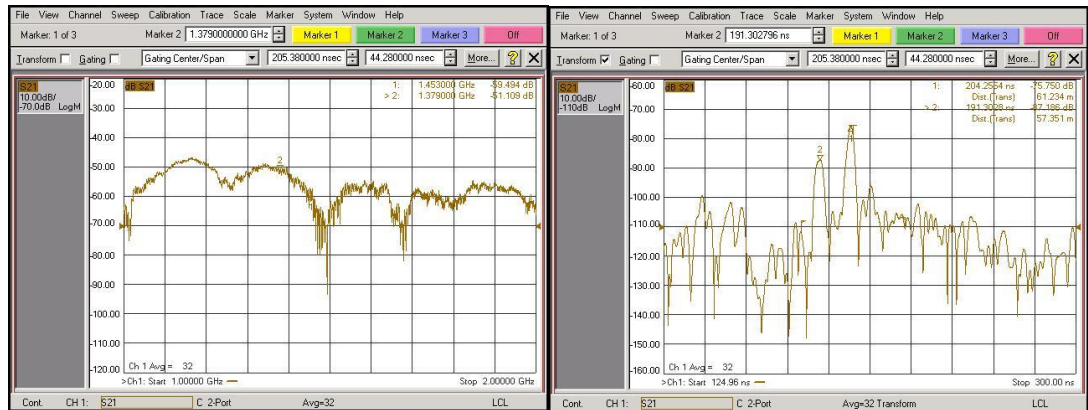 File View Channel Sweep Calibration Trace Scale Marker System Window Help
Marker: 1 of 3 Marker 2 1.3790000000 GHz Marker 1 Marker 2 Marker 3 Off
Transform Gating Gating Center/Span 205.380000 nsec 44.280000 nsec More... ? X
S21
10.00dB/
-70.0dB LogM
-20.00 dB S21
1: 1.453000 GHz -59.494 dB
> 2: 1.379000 GHz -51.109 dB
-30.00
-40.00
-50.00
2
-60.00
-70.00
-80.00
-90.00
-100.00
-110.00
-120.00
Ch 1 Avg = 32
>Ch1: Start 1.00000 GHz
Stop 2.00000 GHz
Cont. CH 1: S21 C 2-Port Avg=32 LCL
File View Channel Sweep Calibration Trace Scale Marker System Window Help
Marker: 1 of 3 Marker 2 191.302796 ns Marker 1 Marker 2 Marker 3 Off
Transform Gating Gating Center/Span 205.380000 nsec 44.280000 nsec More... ? X
S21
10.00dB/
-110dB LogM
-60.00 dB S21
1: 204.2554 ns -75.750 dB
Dist.(Trans) 61.234 m
> 2: 191.3028 ns -87.186 dB
Dist.(Trans) 57.351 m
-70.00
-80.00
2
-90.00
-100.00
-110.00
-120.00
-130.00
-140.00
-150.00
-160.00
Ch 1 Avg = 32
>Ch1: Start 124.96 ns
Stop 300.00 ns
Cont. CH 1: S21 C 2-Port Avg=32 Transform LCL